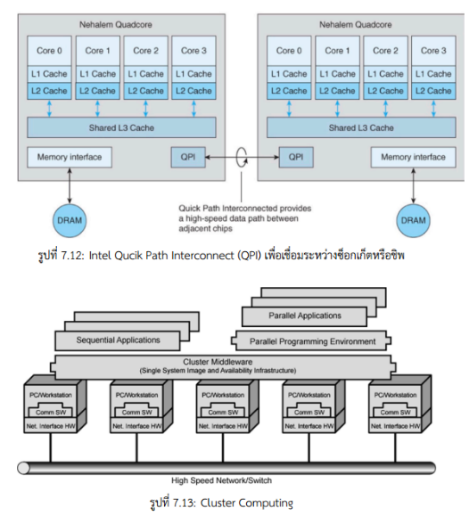 Nehalem Quadcore
Nehalem Quadcore
Core 0 Core 1 Core 2 Core 3
Core 0 Core 1 Core 2 Core 3
L1 Cache L1 Cache L1 Cache L1 Cache
L1 Cache L1 Cache L1 Cache L1 Cache
L2 Cache L2 Cache L2 Cache L2 Cache
L2 Cache L2 Cache L2 Cache L2 Cache
Shared L3 Cache
Shared L3 Cache
Memory interface
QPI
QPI
Memory interface
DRAM
DRAM
Quick Path Interconnected provides
a high-speed data path between
adjacent chips
รูปที่ 7.12: Intel Qucik Path Interconnect (QPI) เพื่อเชื่อมระหว่างซ็อกเก็ตหรือชิพ
Parallel Applications
Sequential Applications
Parallel Programming Environment
Cluster Middleware
(Single System Image and Availability Infrastructure)
PC/Workstation PC/Workstation PC/Workstation PC/Workstation PC/Workstation
Comm SW Comm SW Comm SW Comm SW Comm SW
Net. Interface HW Net. Interface HW Net. Interface HW Net. Interface HW Net. Interface HW
High Speed Network/Switch
รูปที่ 7.13: Cluster Computing